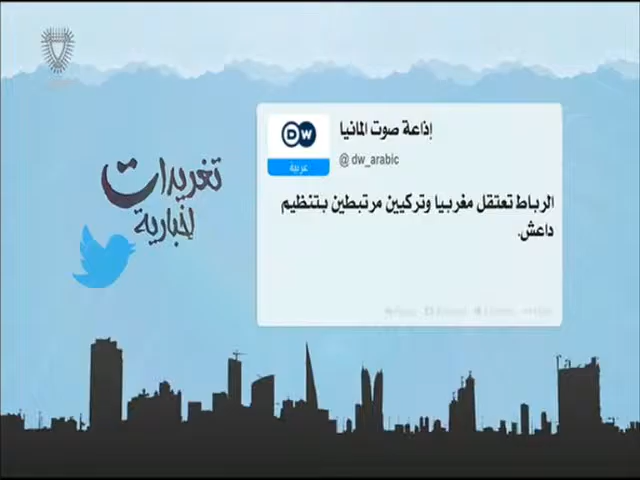 تغريدات
إخبارية
DW
عربية
إذاعة صوت المانيا
@dw_arabic
الرباط تعتقل مغربيا وتركيين مرتبطين بتنظيم
داعش.